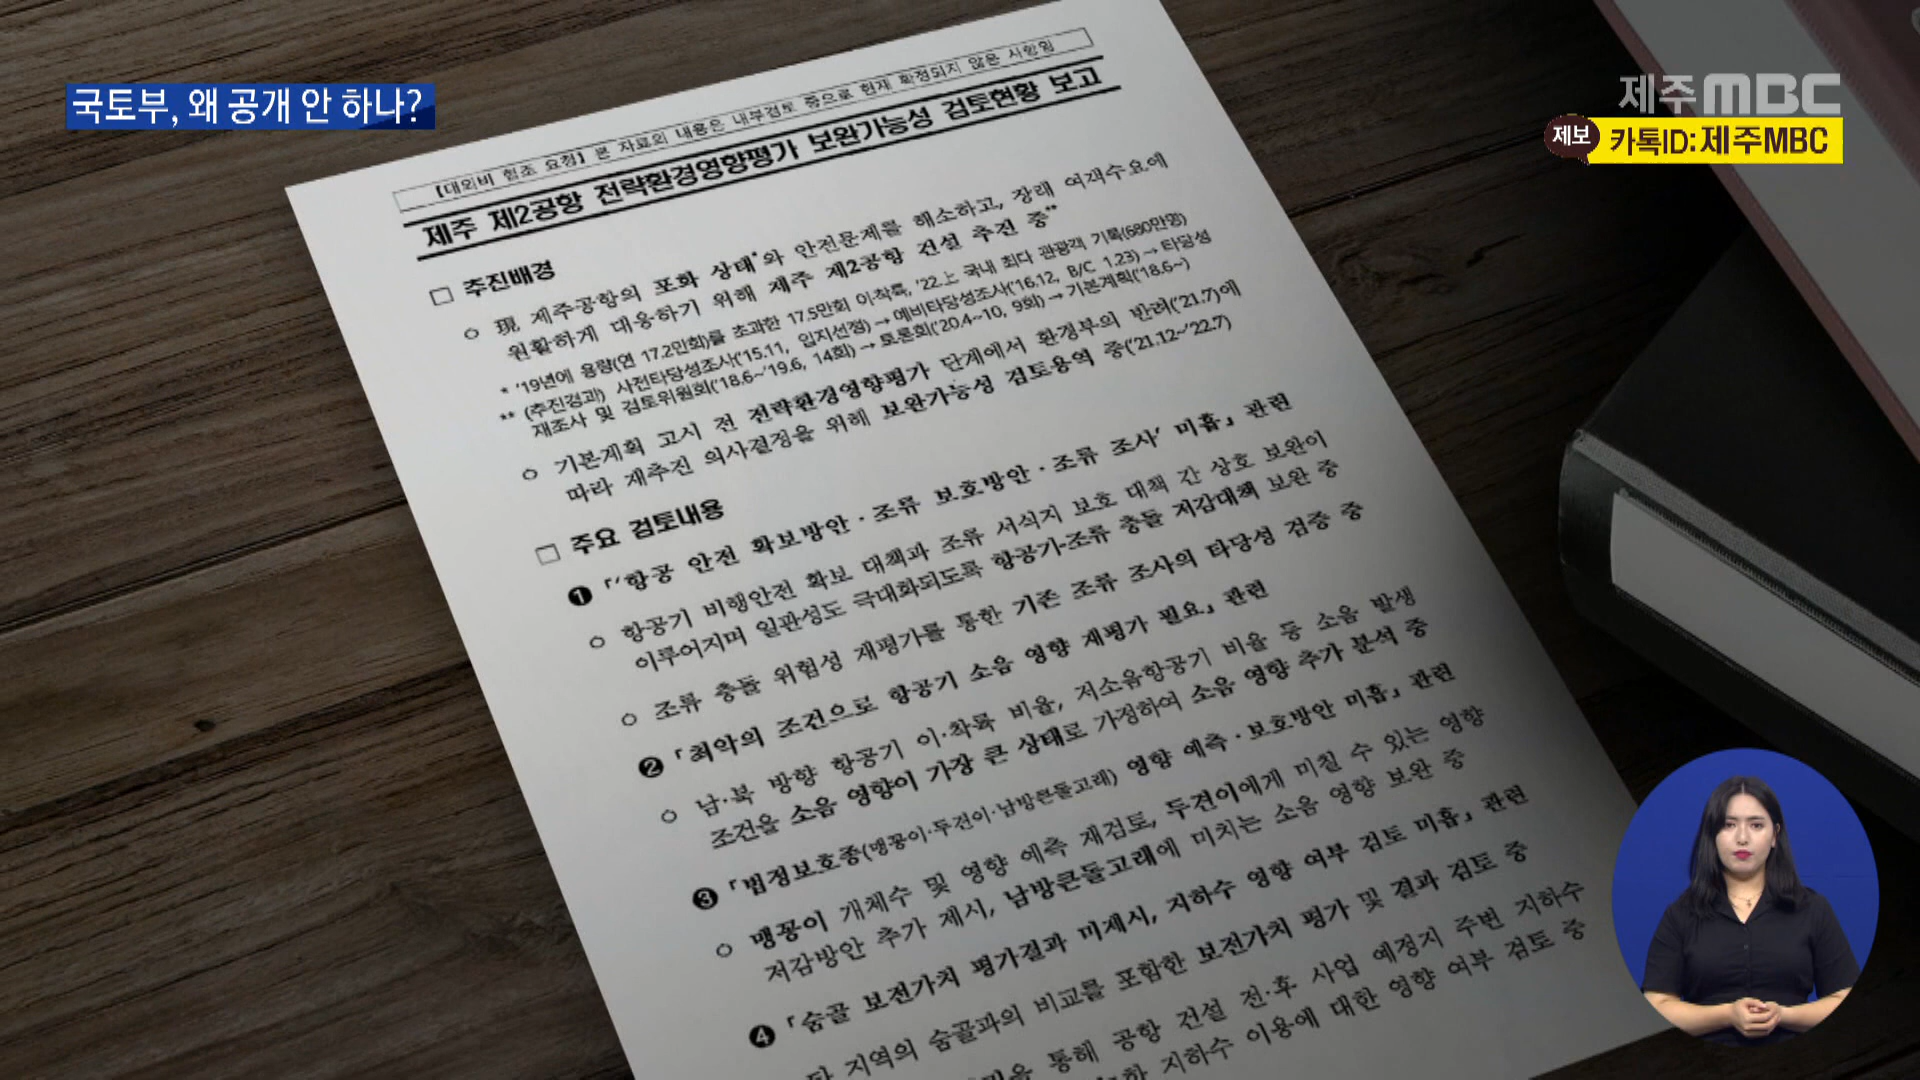 국토부, 왜 공개 안 하나?
제주MBC
제보
카톡ID: 제주MBC
【대외비 협조 요청】 본 자료의 내용은 내부검토 중으로 현재 확정되지 않은 사항임
제주 제2공항 전략환경영향평가 보완가능성 검토현황 보고
□ 추진배경
○ 現 제주공항의 포화 상태*와 안전문제를 해소하고, 장래 여객수요에
원활하게 대응하기 위해 제주 제2공항 건설 추진 중**
* '19년에 용량(연 17.2만회)를 초과한 17.5만회 이·착륙, '22.上 국내 최다 관광객 기록(680만명)
** (추진경과) 사전타당성조사('15.11, 입지선정) → 예비타당성조사('16.12, B/C 1.23) → 타당성
재조사 및 검토위원회('18.6~'19.6, 14회) → 토론회('20.4~10, 9회) → 기본계획('18.6~)
○ 기본계획 고시 전 전략환경영향평가 단계에서 환경부의 반려('21.7)에
따라 재추진 의사결정을 위해 보완가능성 검토용역 중('21.12~'22.7)
□ 주요 검토내용
❶ 「'항공 안전 확보방안·조류 보호방안·조류 조사' 미흡」 관련
○ 항공기 비행안전 확보 대책과 조류 서식지 보호 대책 간 상호 보완이
이루어지며 일관성도 극대화되도록 항공기-조류 충돌 저감대책 보완 중
○ 조류 충돌 위험성 재평가를 통한 기존 조류 조사의 타당성 검증 중
❷ 「최악의 조건으로 항공기 소음 영향 재평가 필요」 관련
○ 남·북 방향 항공기 이·착륙 비율, 저소음항공기 비율 등 소음 발생
조건을 소음 영향이 가장 큰 상태로 가정하여 소음 영향 추가 분석 중
❸ 「법정보호종(맹꽁이·두견이·남방큰돌고래) 영향 예측·보호방안 미흡」 관련
○ 맹꽁이 개체수 및 영향 예측 재검토, 두견이에게 미칠 수 있는 영향
저감방안 추가 제시, 남방큰돌고래에 미치는 소음 영향 보완 중
❹ 「숨골 보전가치 평가결과 미제시, 지하수 영향 여부 검토 미흡」 관련
타 지역의 숨골과의 비교를 포함한 보전가치 평가 및 결과 검토 중
통해 공항 건설 전·후 사업 예정지 주변 지하수
지하수 이용에 대한 영향 여부 검토 중